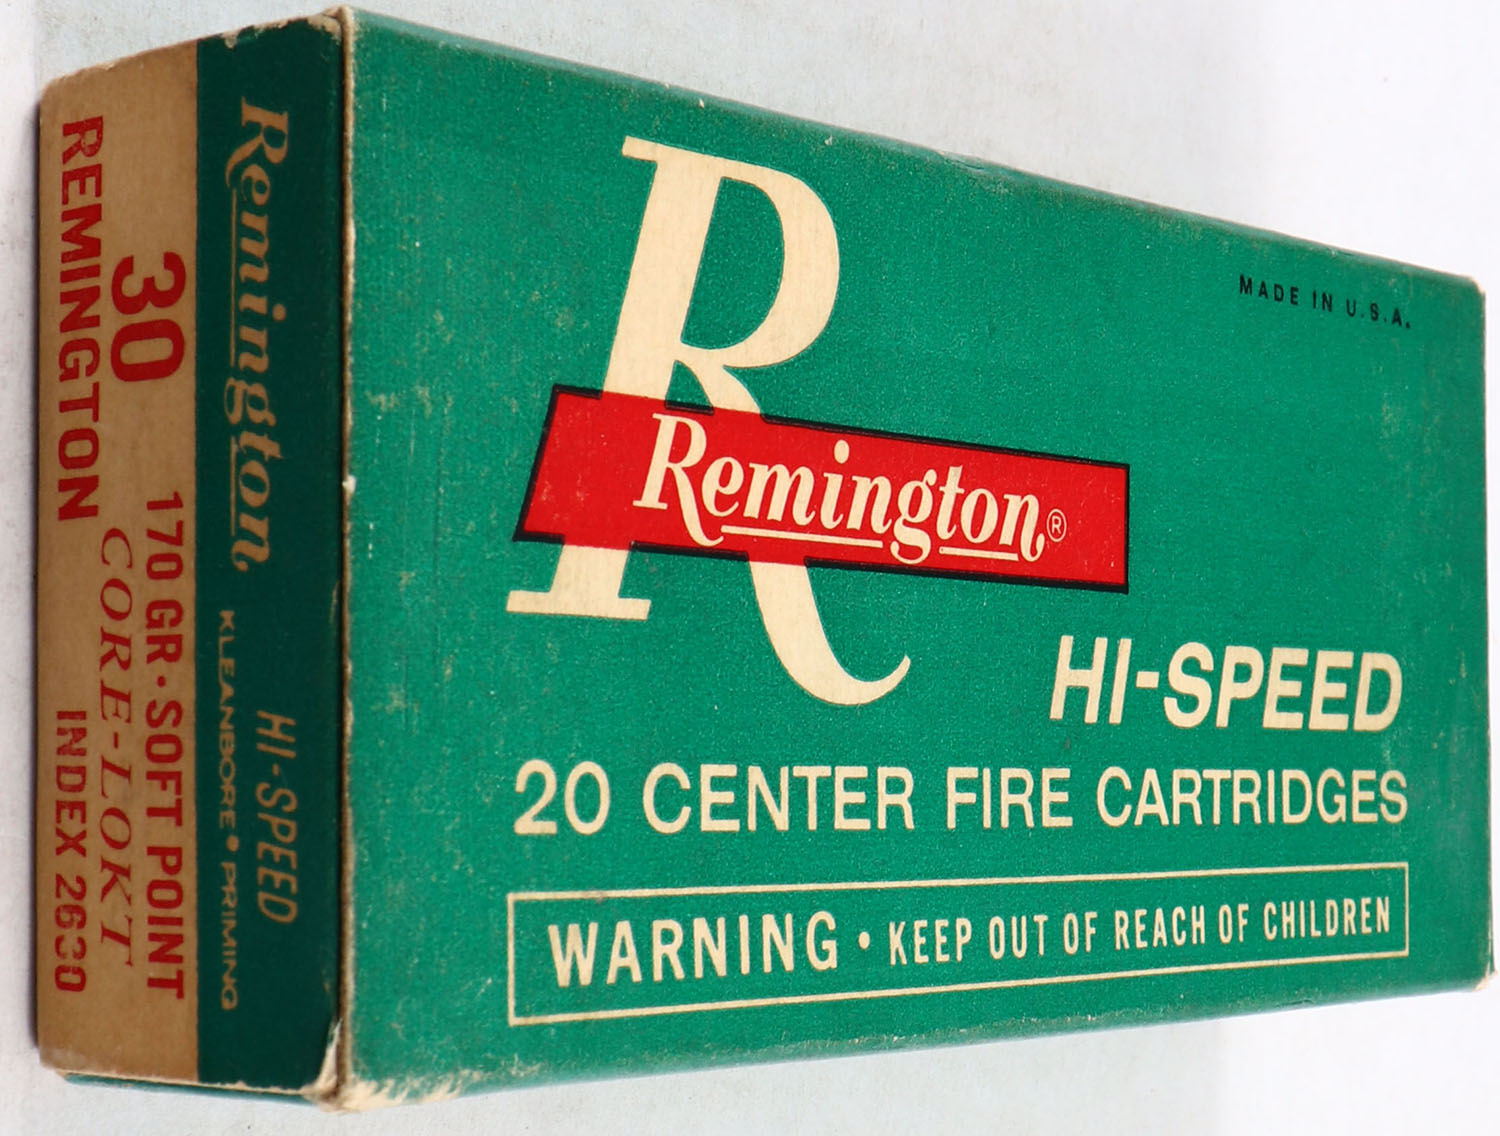 MADE IN U.S.A.
R
Remington®
HI-SPEED
20 CENTER FIRE CARTRIDGES
WARNING • KEEP OUT OF REACH OF CHILDREN
Remington, HI-SPEED
KLEANBORE • PRIMING
30 170 GR. SOFT POINT
CORE-LOKT
REMINGTON INDEX 2630